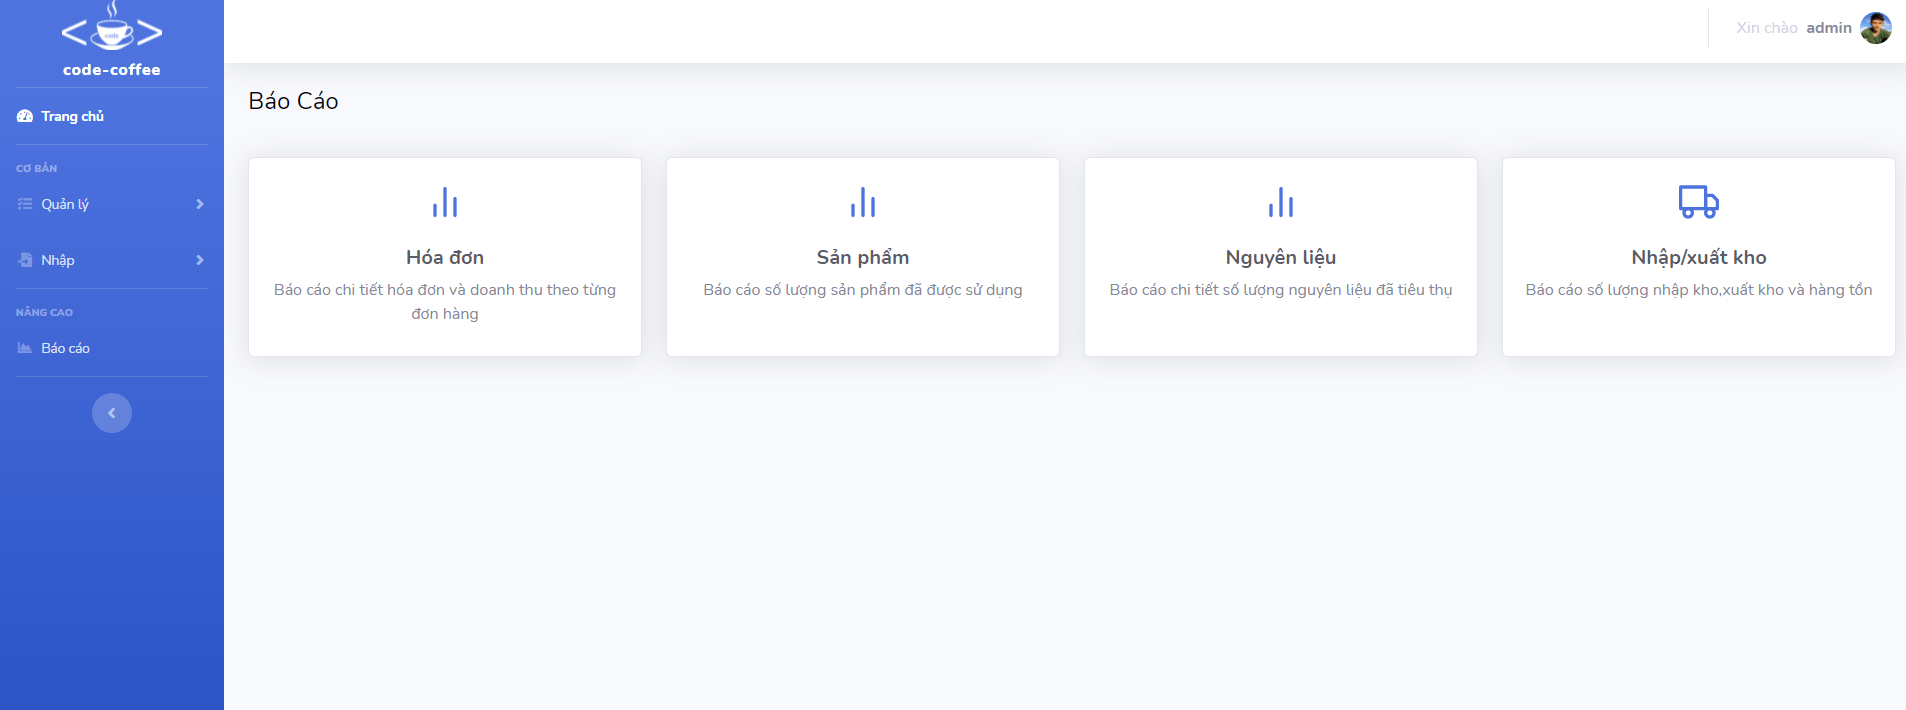 code
code-coffee
Trang chủ
CƠ BẢN
Quản lý
Nhập
NÂNG CAO
Báo cáo
Xin chào admin
Báo Cáo
Hóa đơn
Báo cáo chi tiết hóa đơn và doanh thu theo từng
đơn hàng
Sản phẩm
Báo cáo số lượng sản phẩm đã được sử dụng
Nguyên liệu
Báo cáo chi tiết số lượng nguyên liệu đã tiêu thụ
Nhập/xuất kho
Báo cáo số lượng nhập kho,xuất kho và hàng tồn